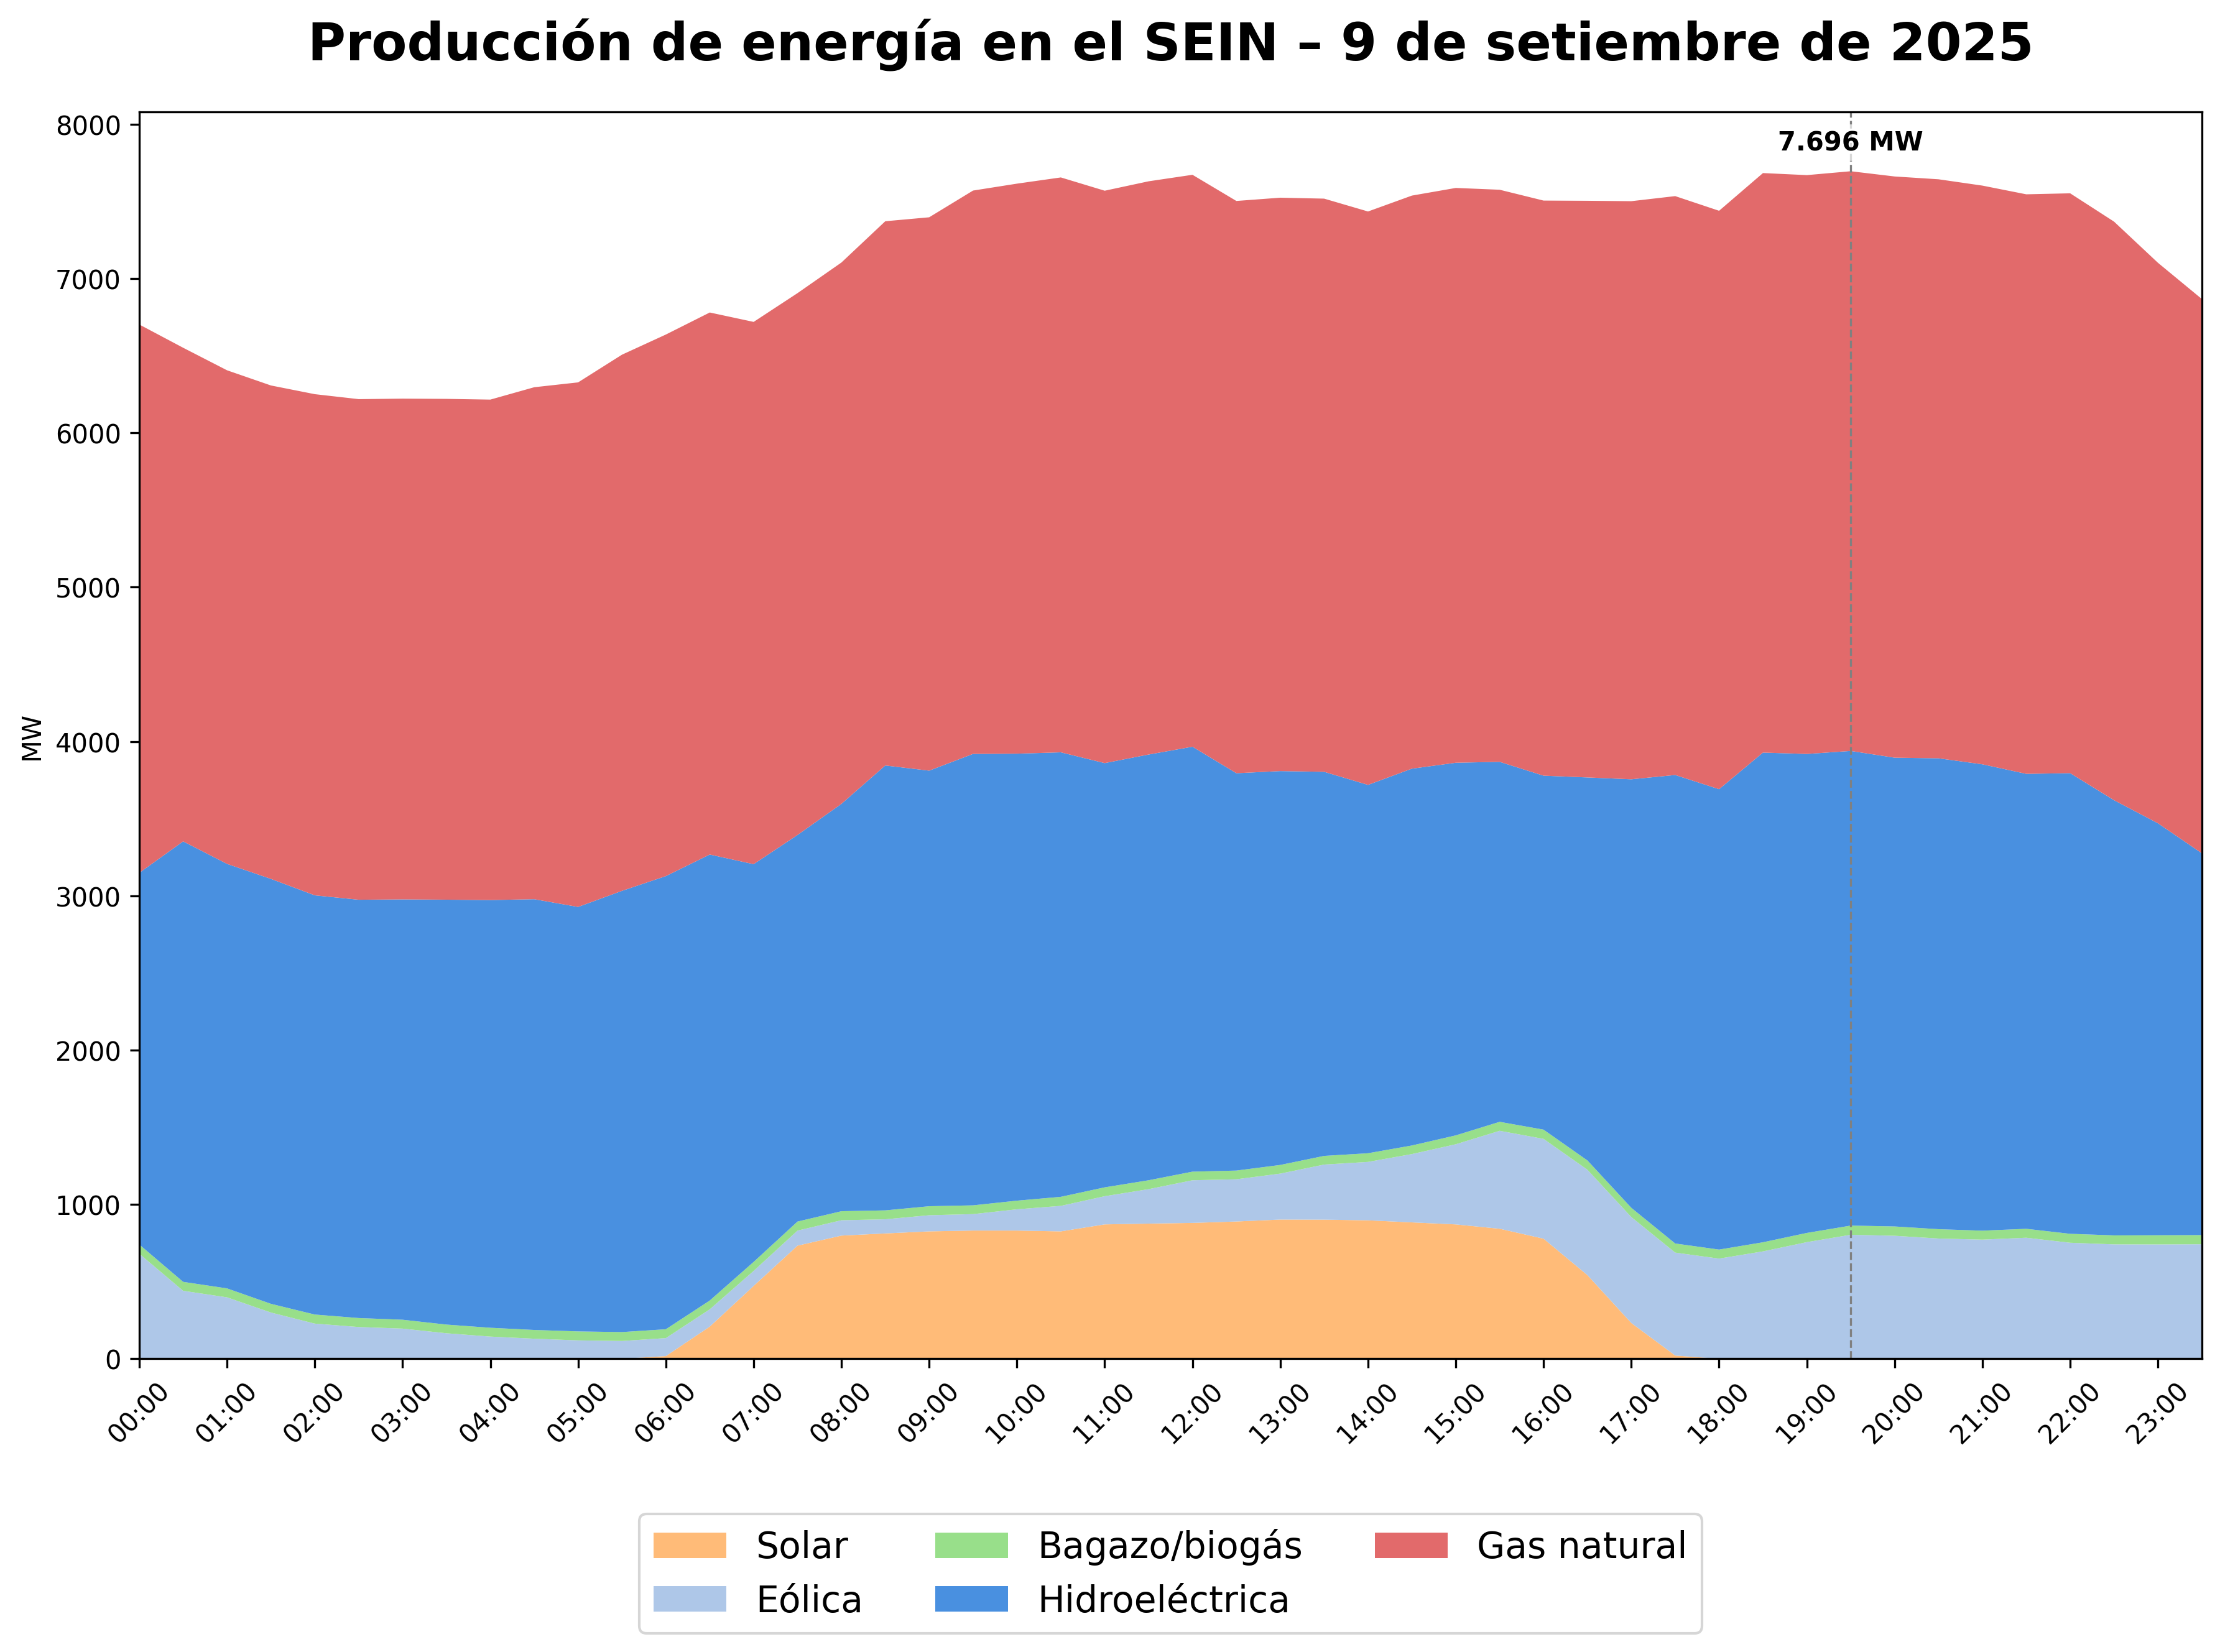 Producción de energía en el SEIN – 9 de setiembre de 2025
8000
7.696 MW
7000
6000
5000
MW
4000
3000
2000
1000
0
00:00 01:00 02:00 03:00 04:00 05:00 06:00 07:00 08:00 09:00 10:00 11:00 12:00 13:00 14:00 15:00 16:00 17:00 18:00 19:00 20:00 21:00 22:00 23:00
Solar Bagazo/biogás Gas natural
Eólica Hidroeléctrica